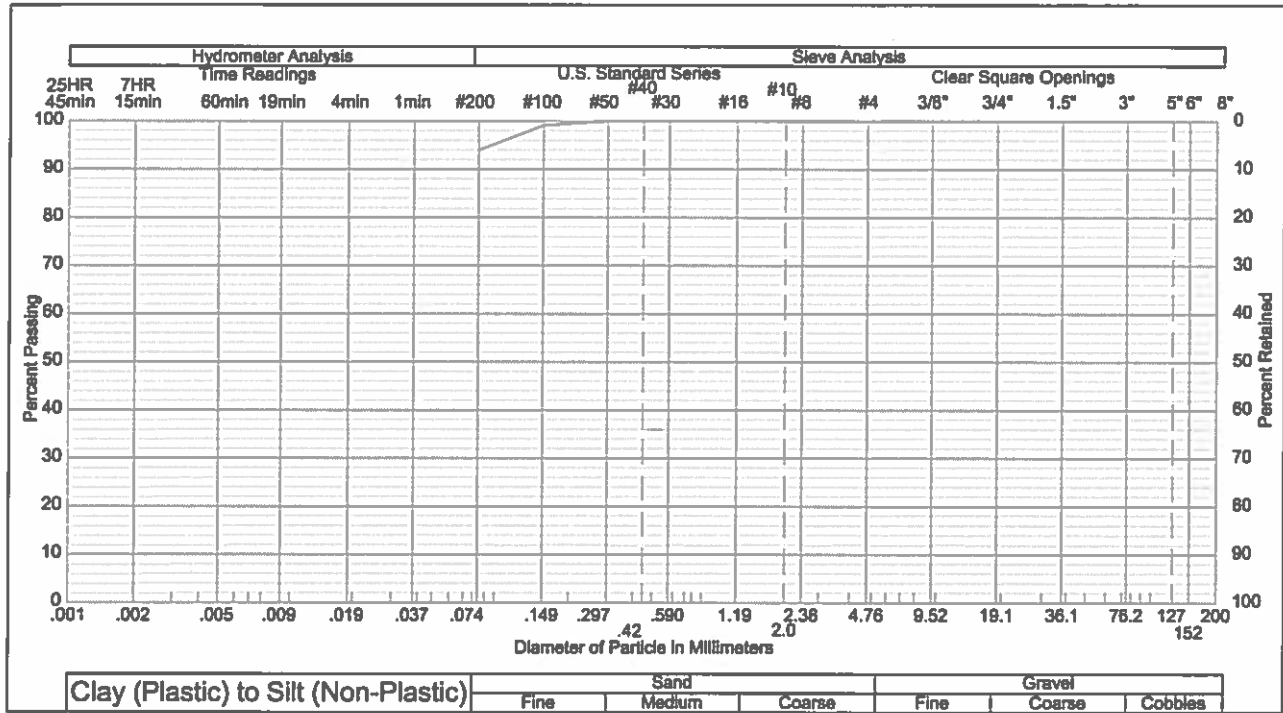 Hydrometer Analysis Sieve Analysis
Time Readings U.S. Standard Series Clear Square Openings
25HR 7HR #40 #10
45min 15min 60min 19min 4min 1min #200 #100 #50 #30 #16 #8 #4 3/8" 3/4" 1.5" 3" 5" 6" 8"
100 0
90 10
80 20
70 30
60 40
50 50
40 60
30 70
20 80
10 90
0 100
Percent Passing
Percent Retained
.001 .002 .005 .009 .019 .037 .074 .149 .297 .590 1.19 2.36 4.76 9.52 19.1 36.1 76.2 127 200
.42 2.0 152
Diameter of Particle in Millimeters
Clay (Plastic) to Silt (Non-Plastic) Sand Gravel
Fine Medium Coarse Fine Coarse Cobbles